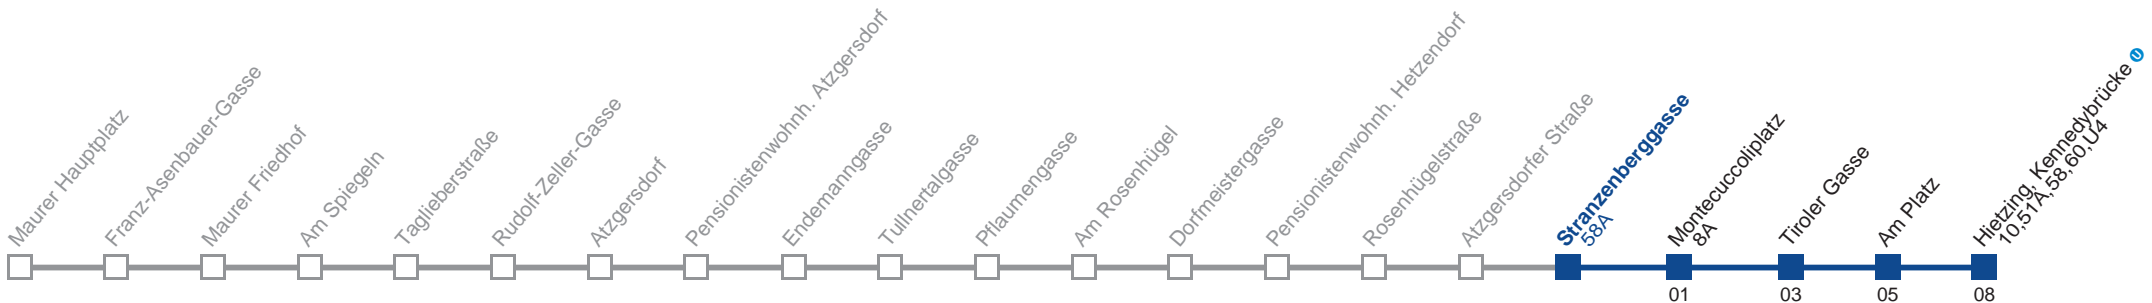 Maurer Hauptplatz
Franz-Asenbauer-Gasse
Maurer Friedhof
Am Spiegeln
Taglieberstraße
Rudolf-Zeller-Gasse
Atzgersdorf
Pensionistenwohnh. Atzgersdorf
Endemanngasse
Tullnertalgasse
Pflaumengasse
Am Rosenhügel
Dorfmeistergasse
Pensionistenwohnh. Hetzendorf
Rosenhügelstraße
Atzgersdorfer Straße
Stranzenberggasse
58A
Montecuccoliplatz
8A
Tiroler Gasse
Am Platz
Hietzing, Kennedybrücke U
10,51A,58,60,U4
01
03
05
08